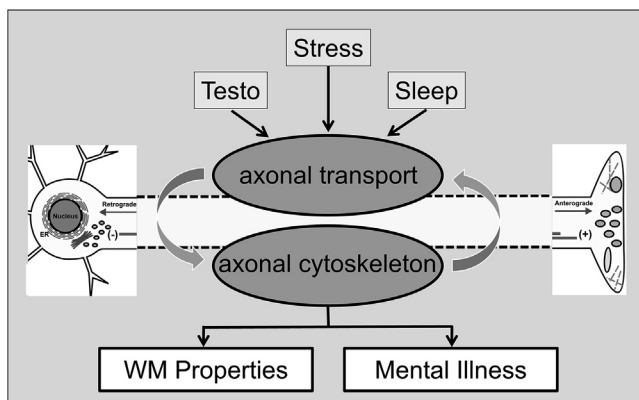 Stress
Testo
Sleep
axonal transport
Nucleus
ER
Retrograde
(-)
Anterograde
(+)
axonal cytoskeleton
WM Properties
Mental Illness